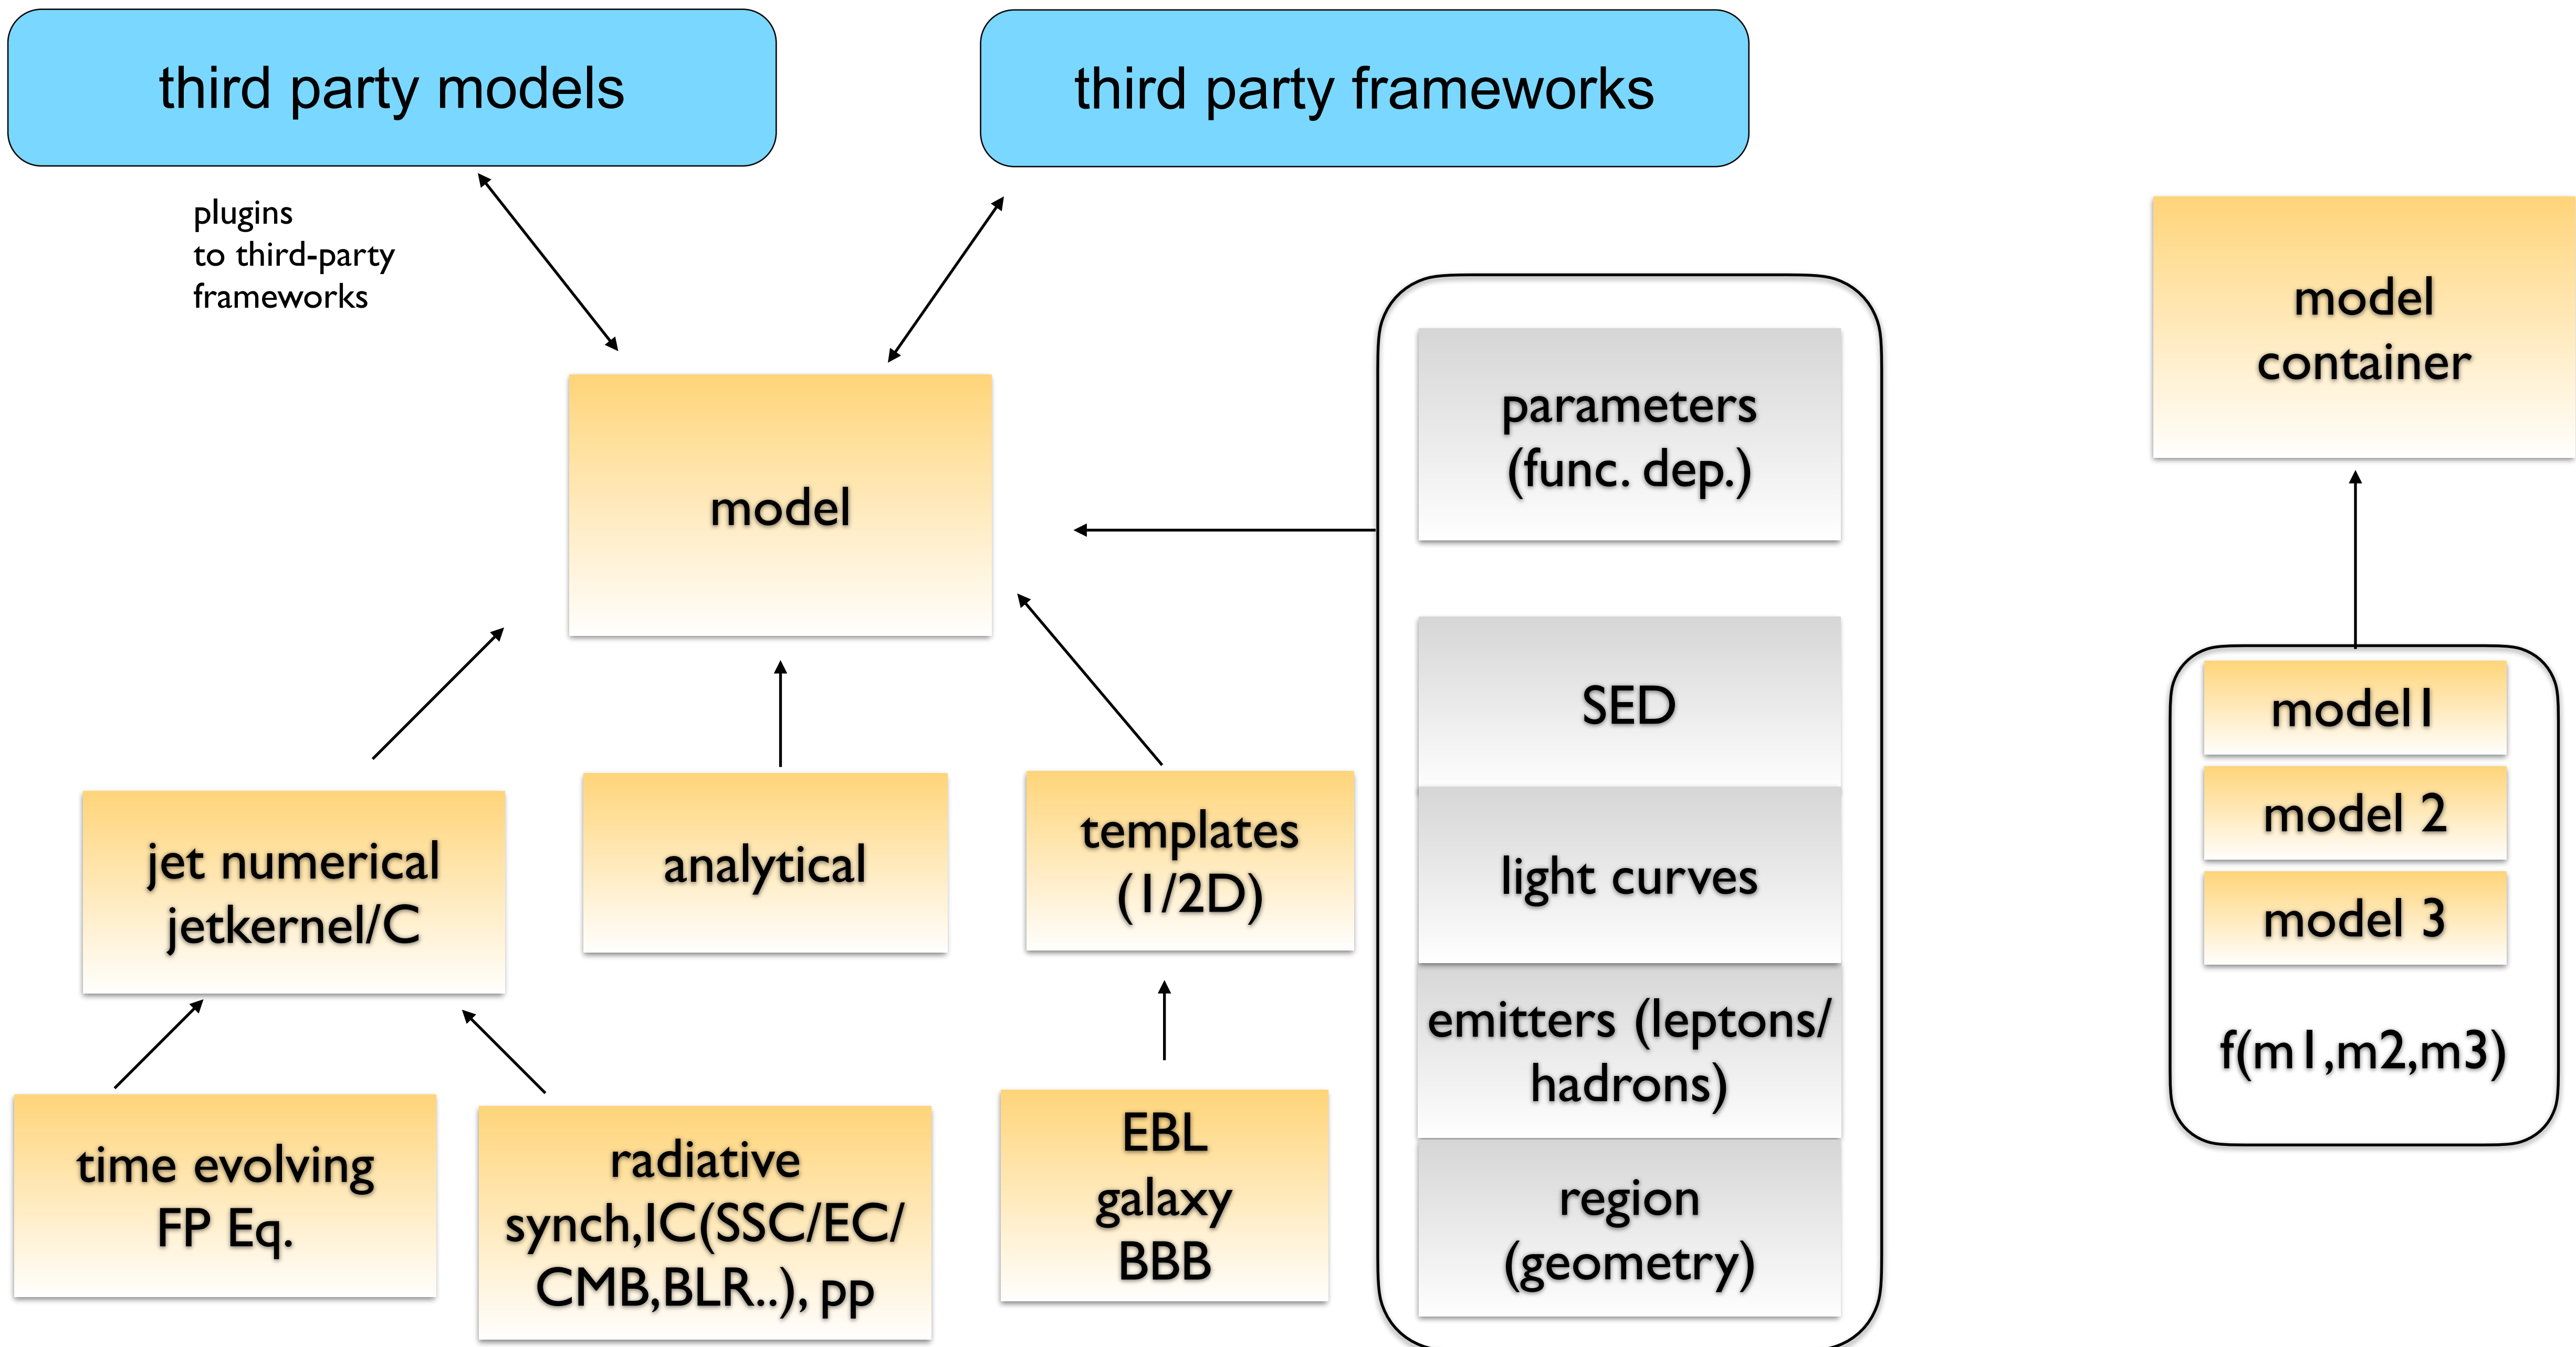 third party models
third party frameworks
plugins
to third-party
frameworks
model
container
parameters
(func. dep.)
model
SED
model1
model 2
model 3
f(m1,m2,m3)
jet numerical
jetkernel/C
analytical
templates
(1/2D)
light curves
emitters (leptons/
hadrons)
time evolving
FP Eq.
radiative
synch,IC(SSC/EC/
CMB,BLR..), pp
EBL
galaxy
BBB
region
(geometry)